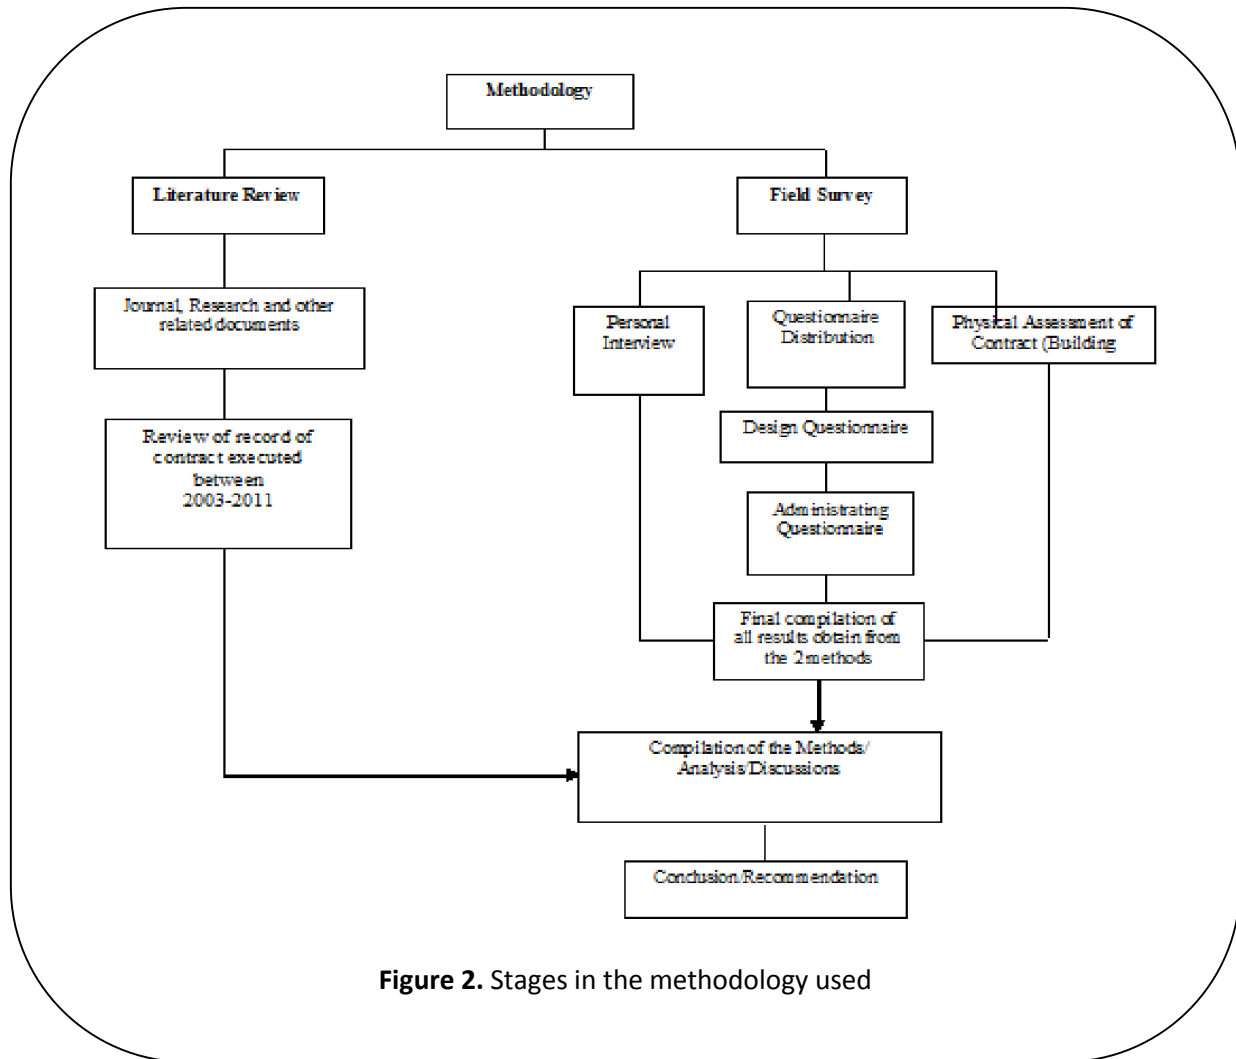 Methodology
Literature Review
Field Survey
Journal, Research and other
related documents
Personal
Interview
Questionnaire
Distribution
Physical Assessment of
Contract (Building
Review of record of
contract executed
between
2003-2011
Design Questionnaire
Administrating
Questionnaire
Final compilation of
all results obtain from
the 2methods
Compilation of the Methods/
Analysis/Discussions
Conclusion/Recommendation
Figure 2. Stages in the methodology used